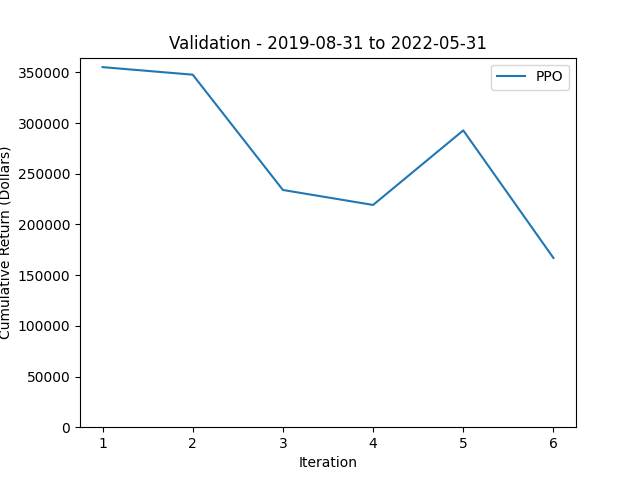 Validation - 2019-08-31 to 2022-05-31
PPO
Cumulative Return (Dollars)
350000
300000
250000
200000
150000
100000
50000
0
1 2 3 4 5 6
Iteration